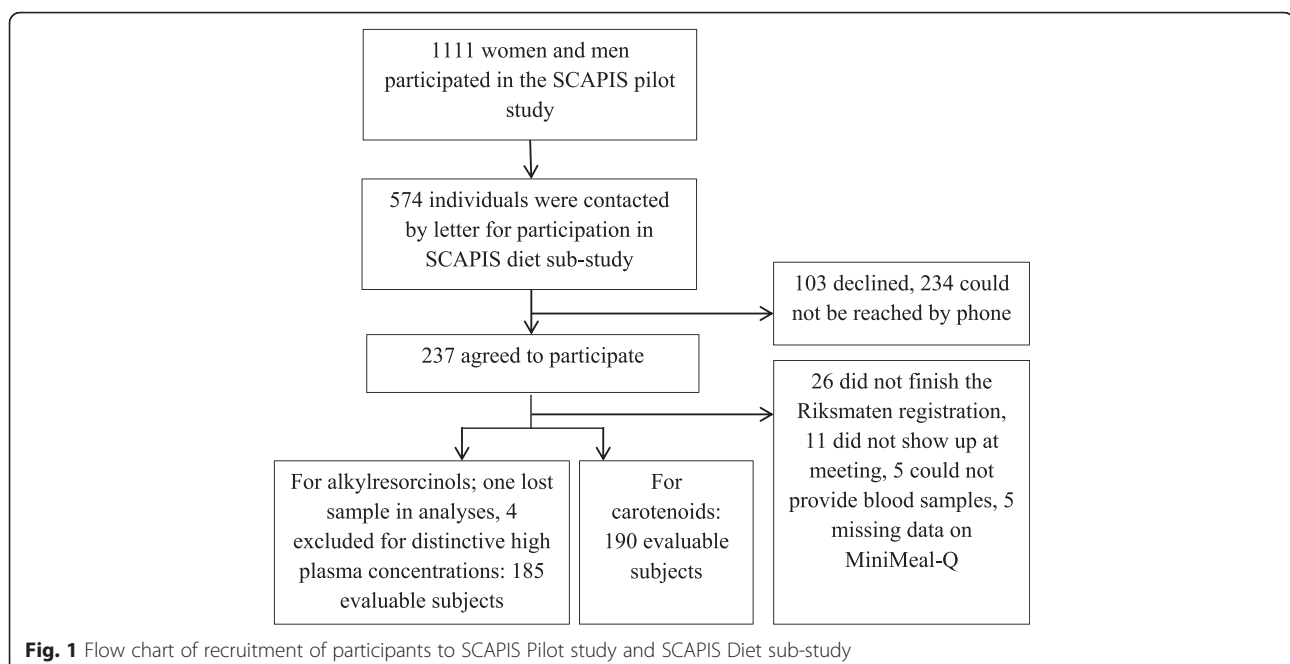 1111 women and men
participated in the SCAPIS pilot
study
574 individuals were contacted
by letter for participation in
SCAPIS diet sub-study
103 declined, 234 could
not be reached by phone
237 agreed to participate
26 did not finish the
Riksmaten registration,
11 did not show up at
meeting, 5 could not
provide blood samples, 5
missing data on
MiniMeal-Q
For alkylresorcinols; one lost
sample in analyses, 4
excluded for distinctive high
plasma concentrations: 185
evaluable subjects
For
carotenoids:
190 evaluable
subjects
Fig. 1 Flow chart of recruitment of participants to SCAPIS Pilot study and SCAPIS Diet sub-study